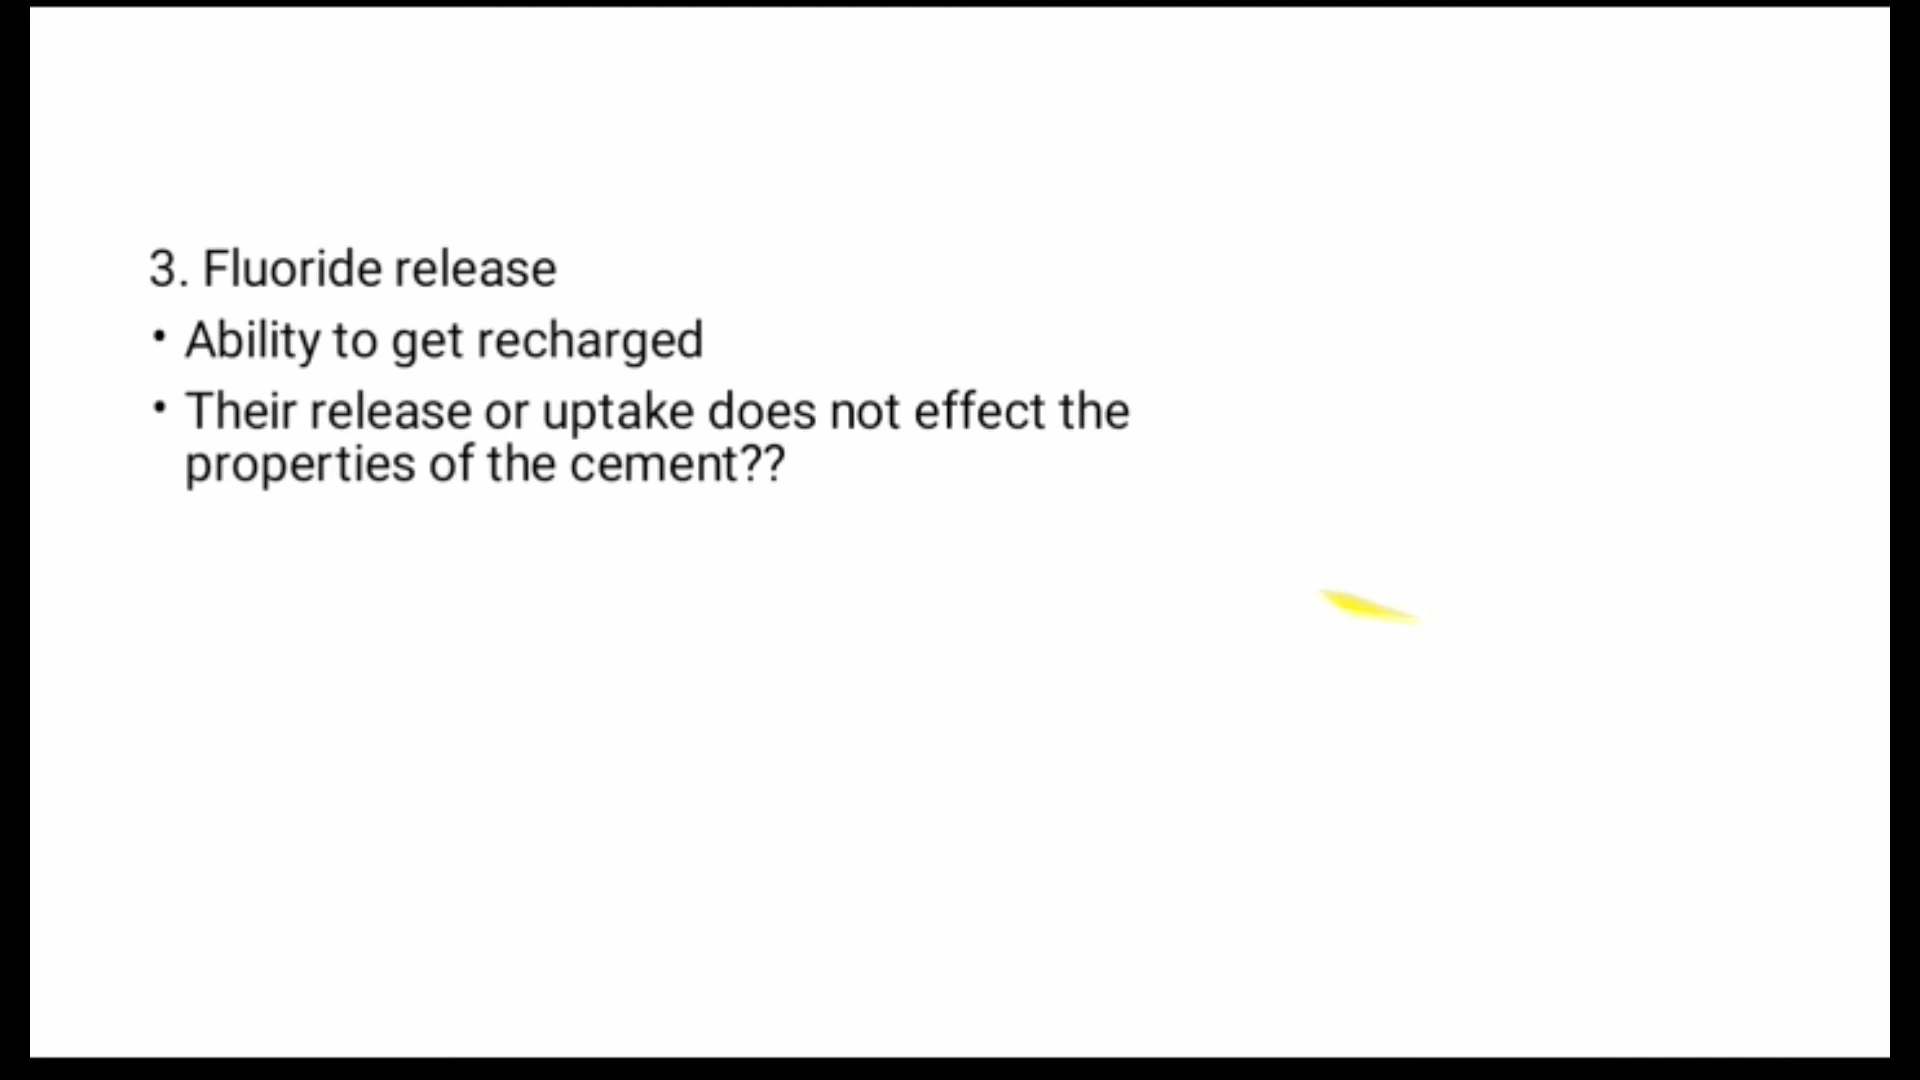 3. Fluoride release
• Ability to get recharged
• Their release or uptake does not effect the
properties of the cement??